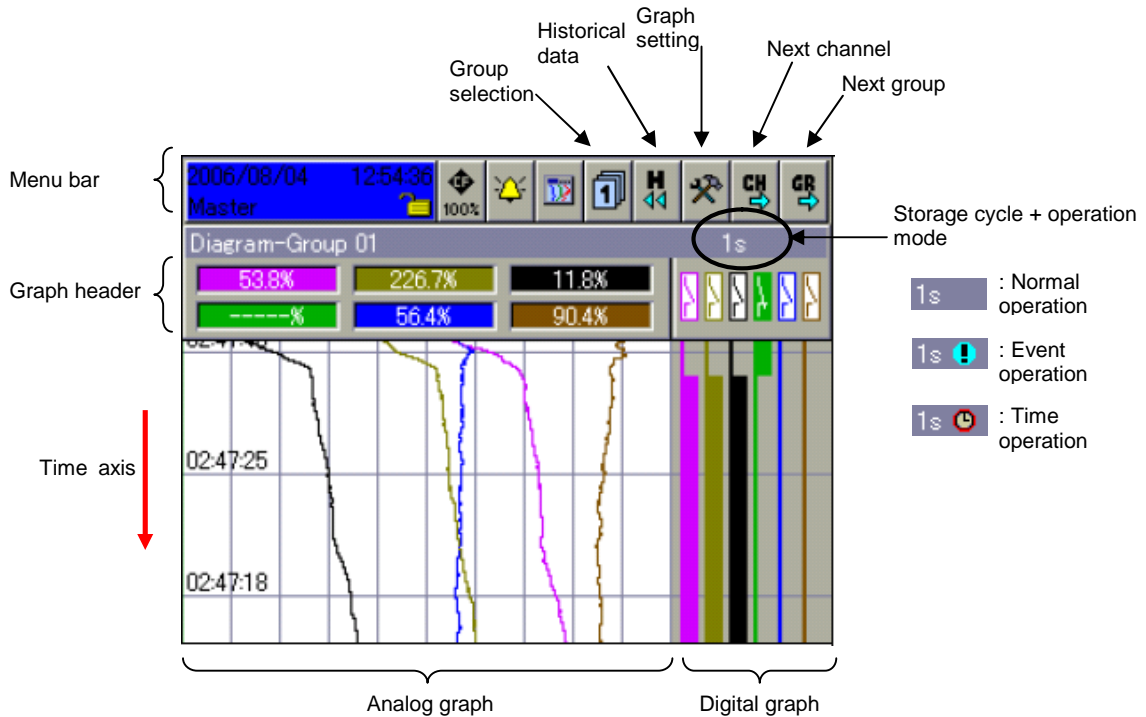 Graph
setting
Historical
data
Next channel
Group
selection
Next group
Menu bar
2006/08/04 12:54:36
Master
CF
100%
1
H
CH
GR
Storage cycle + operation
mode
Diagram-Group 01 1s
Graph header
53.8% 226.7% 11.8%
-----% 56.4% 90.4%
1s : Normal
operation
1s : Event
operation
1s : Time
operation
Time axis
02:47:25
02:47:18
Analog graph
Digital graph